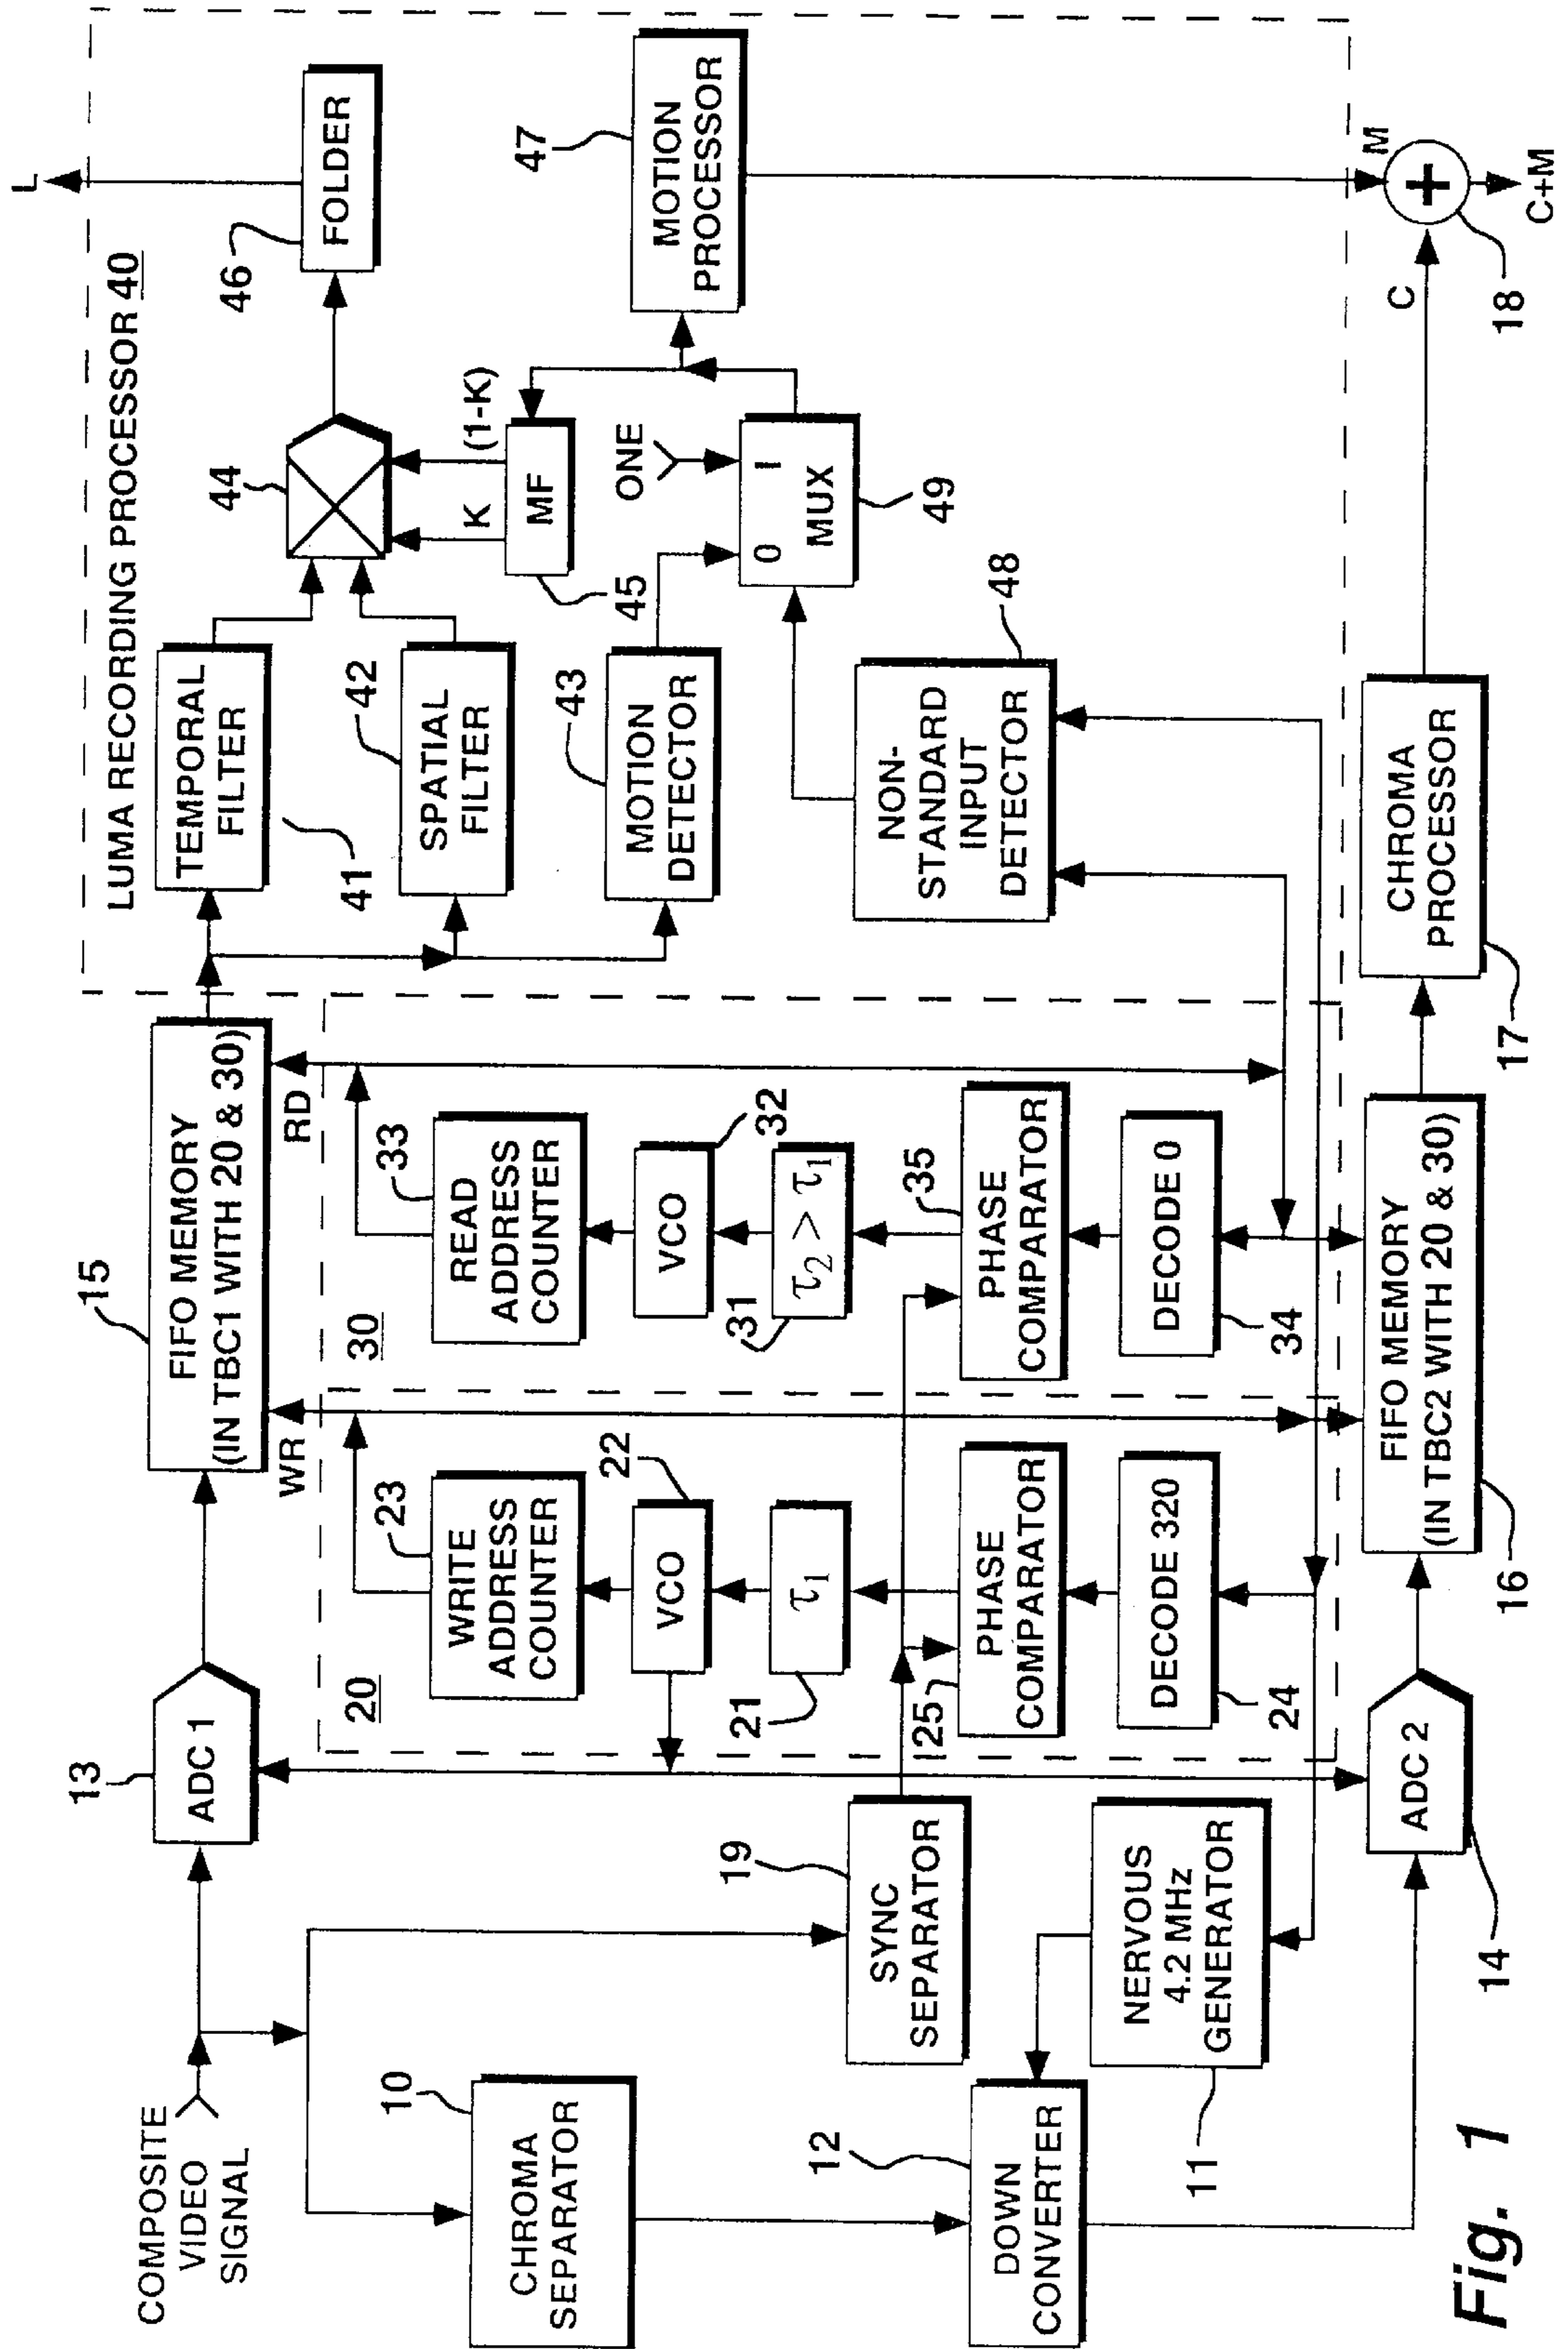 COMPOSITE
VIDEO
SIGNAL
13
ADC 1
15
FIFO MEMORY
(IN TBC1 WITH 20 & 30)
WR
RD
LUMA RECORDING PROCESSOR 40
TEMPORAL
FILTER
41
SPATIAL
FILTER
42
MOTION
DETECTOR
43
44
K
(1-K)
MF
45
46
FOLDER
L
47
MOTION
PROCESSOR
ONE
0
1
MUX
49
NON-
STANDARD
INPUT
DETECTOR
48
10
CHROMA
SEPARATOR
12
DOWN
CONVERTER
19
SYNC
SEPARATOR
NERVOUS
4.2 MHz
GENERATOR
11
20
23
WRITE
ADDRESS
COUNTER
22
VCO
τ1
21
25
PHASE
COMPARATOR
DECODE 320
24
30
33
READ
ADDRESS
COUNTER
VCO
32
τ2 > τ1
31
35
PHASE
COMPARATOR
DECODE 0
34
ADC 2
14
FIFO MEMORY
(IN TBC2 WITH 20 & 30)
16
CHROMA
PROCESSOR
17
C
M
+
18
C+M
Fig. 1